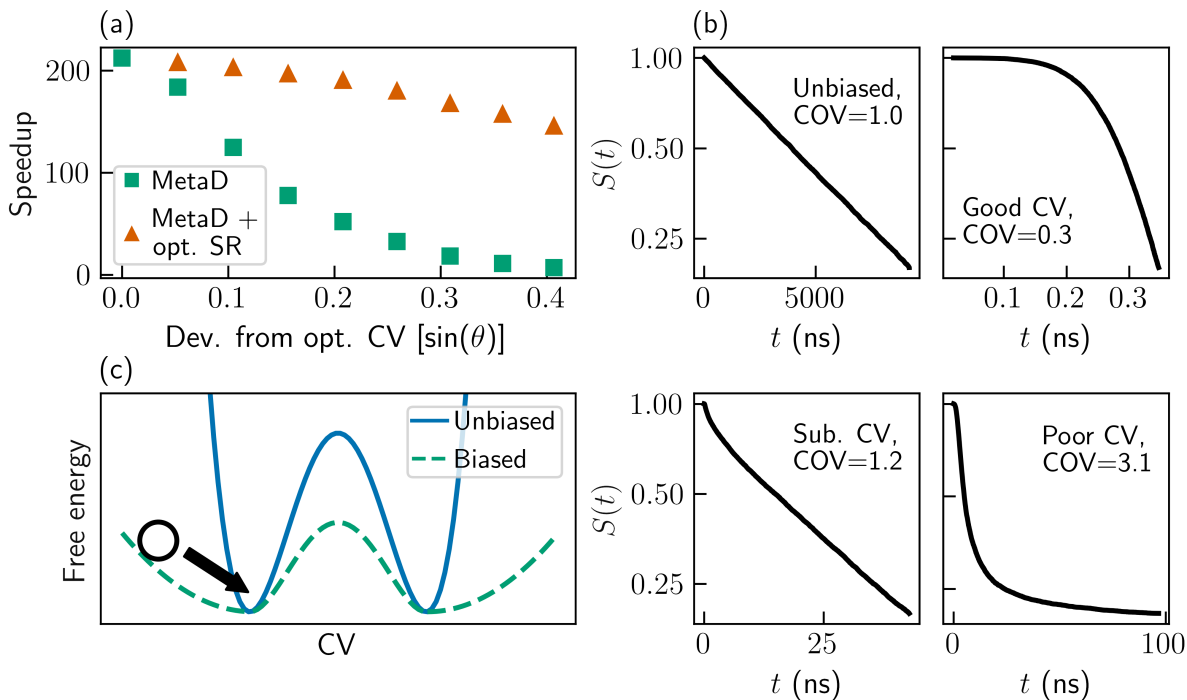 (a)
Speedup
200
100
0
MetaD
MetaD +
opt. SR
0.0 0.1 0.2 0.3 0.4
Dev. from opt. CV [sin(θ)]
(b)
S(t)
1.00
0.50
0.25
Unbiased,
COV=1.0
0 5000
t (ns)
Good CV,
COV=0.3
0.1 0.2 0.3
t (ns)
(c)
Free energy
Unbiased
Biased
CV
S(t)
1.00
0.50
0.25
Sub. CV,
COV=1.2
0 25
t (ns)
Poor CV,
COV=3.1
0 100
t (ns)